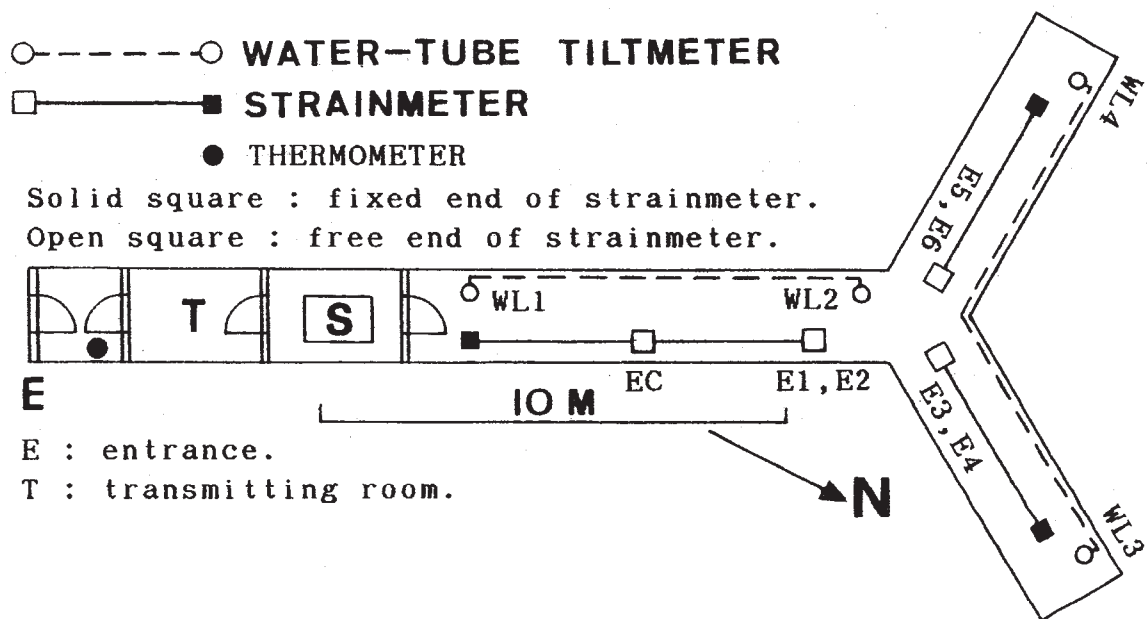 WATER-TUBE TILTMETER
STRAINMETER
THERMOMETER
Solid square : fixed end of strainmeter.
Open square : free end of strainmeter.
WL4
E5, E6
T
S
WL1
WL2
EC
E1, E2
E
10 M
E3, E4
E : entrance.
T : transmitting room.
N
WL3